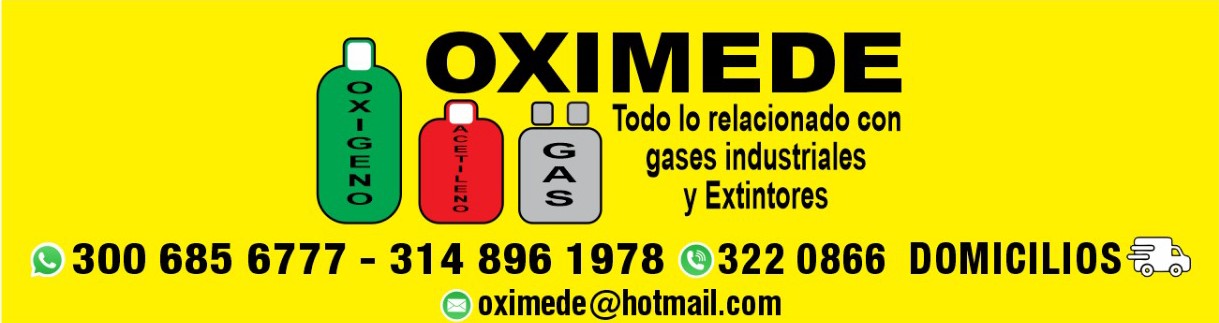 OXIMEDE
OXIGENO
ACETILENO
GAS
Todo lo relacionado con
gases industriales
y Extintores
300 685 6777 - 314 896 1978 322 0866 DOMICILIOS
oximede@hotmail.com